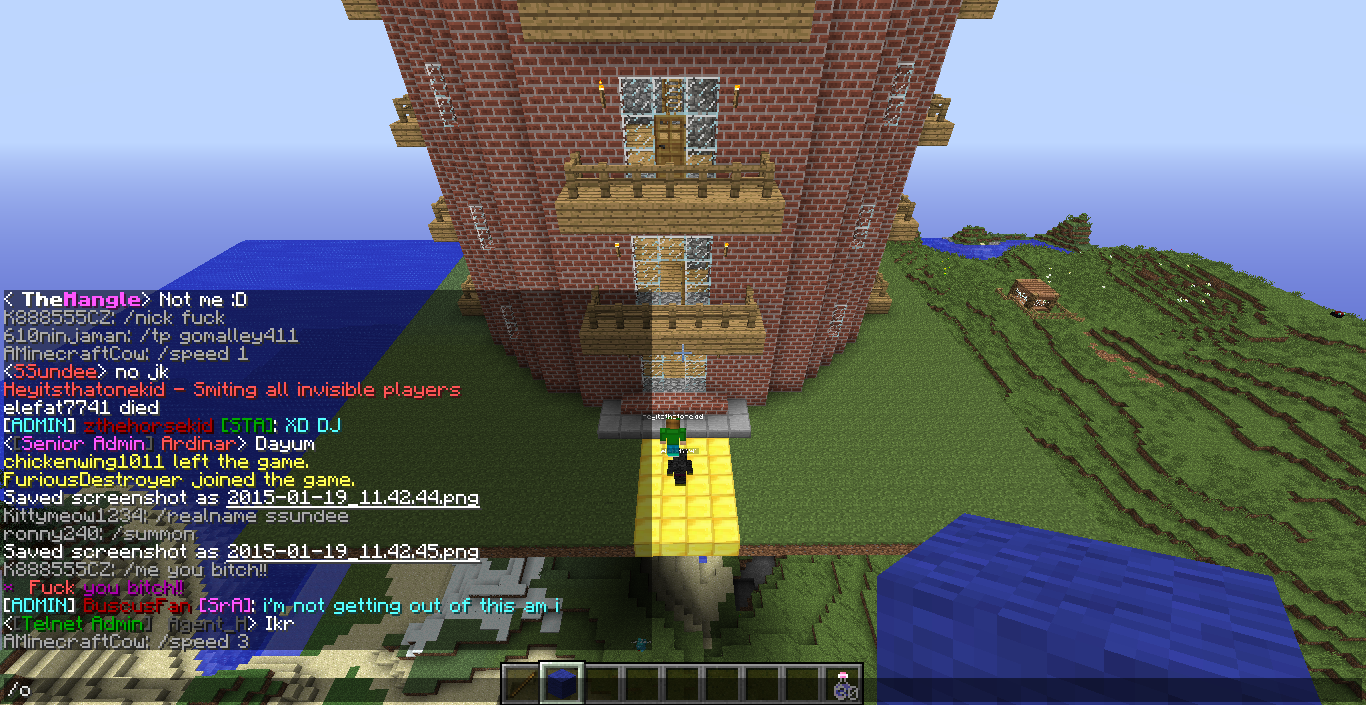 < TheMangle> Not me :D
K888555CZ: /nick fuck
610ninjaman: /tp gomalley411
AMinecraftCow: /speed 1
<SSundee> no jk
Heyitsthatonekid - Smiting all invisible players
elefat7741 died
[ADMIN] zthehorsekid [STA]: XD DJ
<[Senior Admin] Ardinar> Dayum
chickenwing1011 left the game.
FuriousDestroyer joined the game.
Saved screenshot as 2015-01-19_11.42.44.png
Kittymeow1234: /realname ssundee
ronny240: /summon
Saved screenshot as 2015-01-19_11.42.45.png
K888555CZ: /me you bitch!!
* Fuck you bitch!!
[ADMIN] BuscusFan [SrA]: i'm not getting out of this am i
<[Telnet Admin] Agent_H> Ikr
AMinecraftCow: /speed 3
/o
Heyitsthatonekid